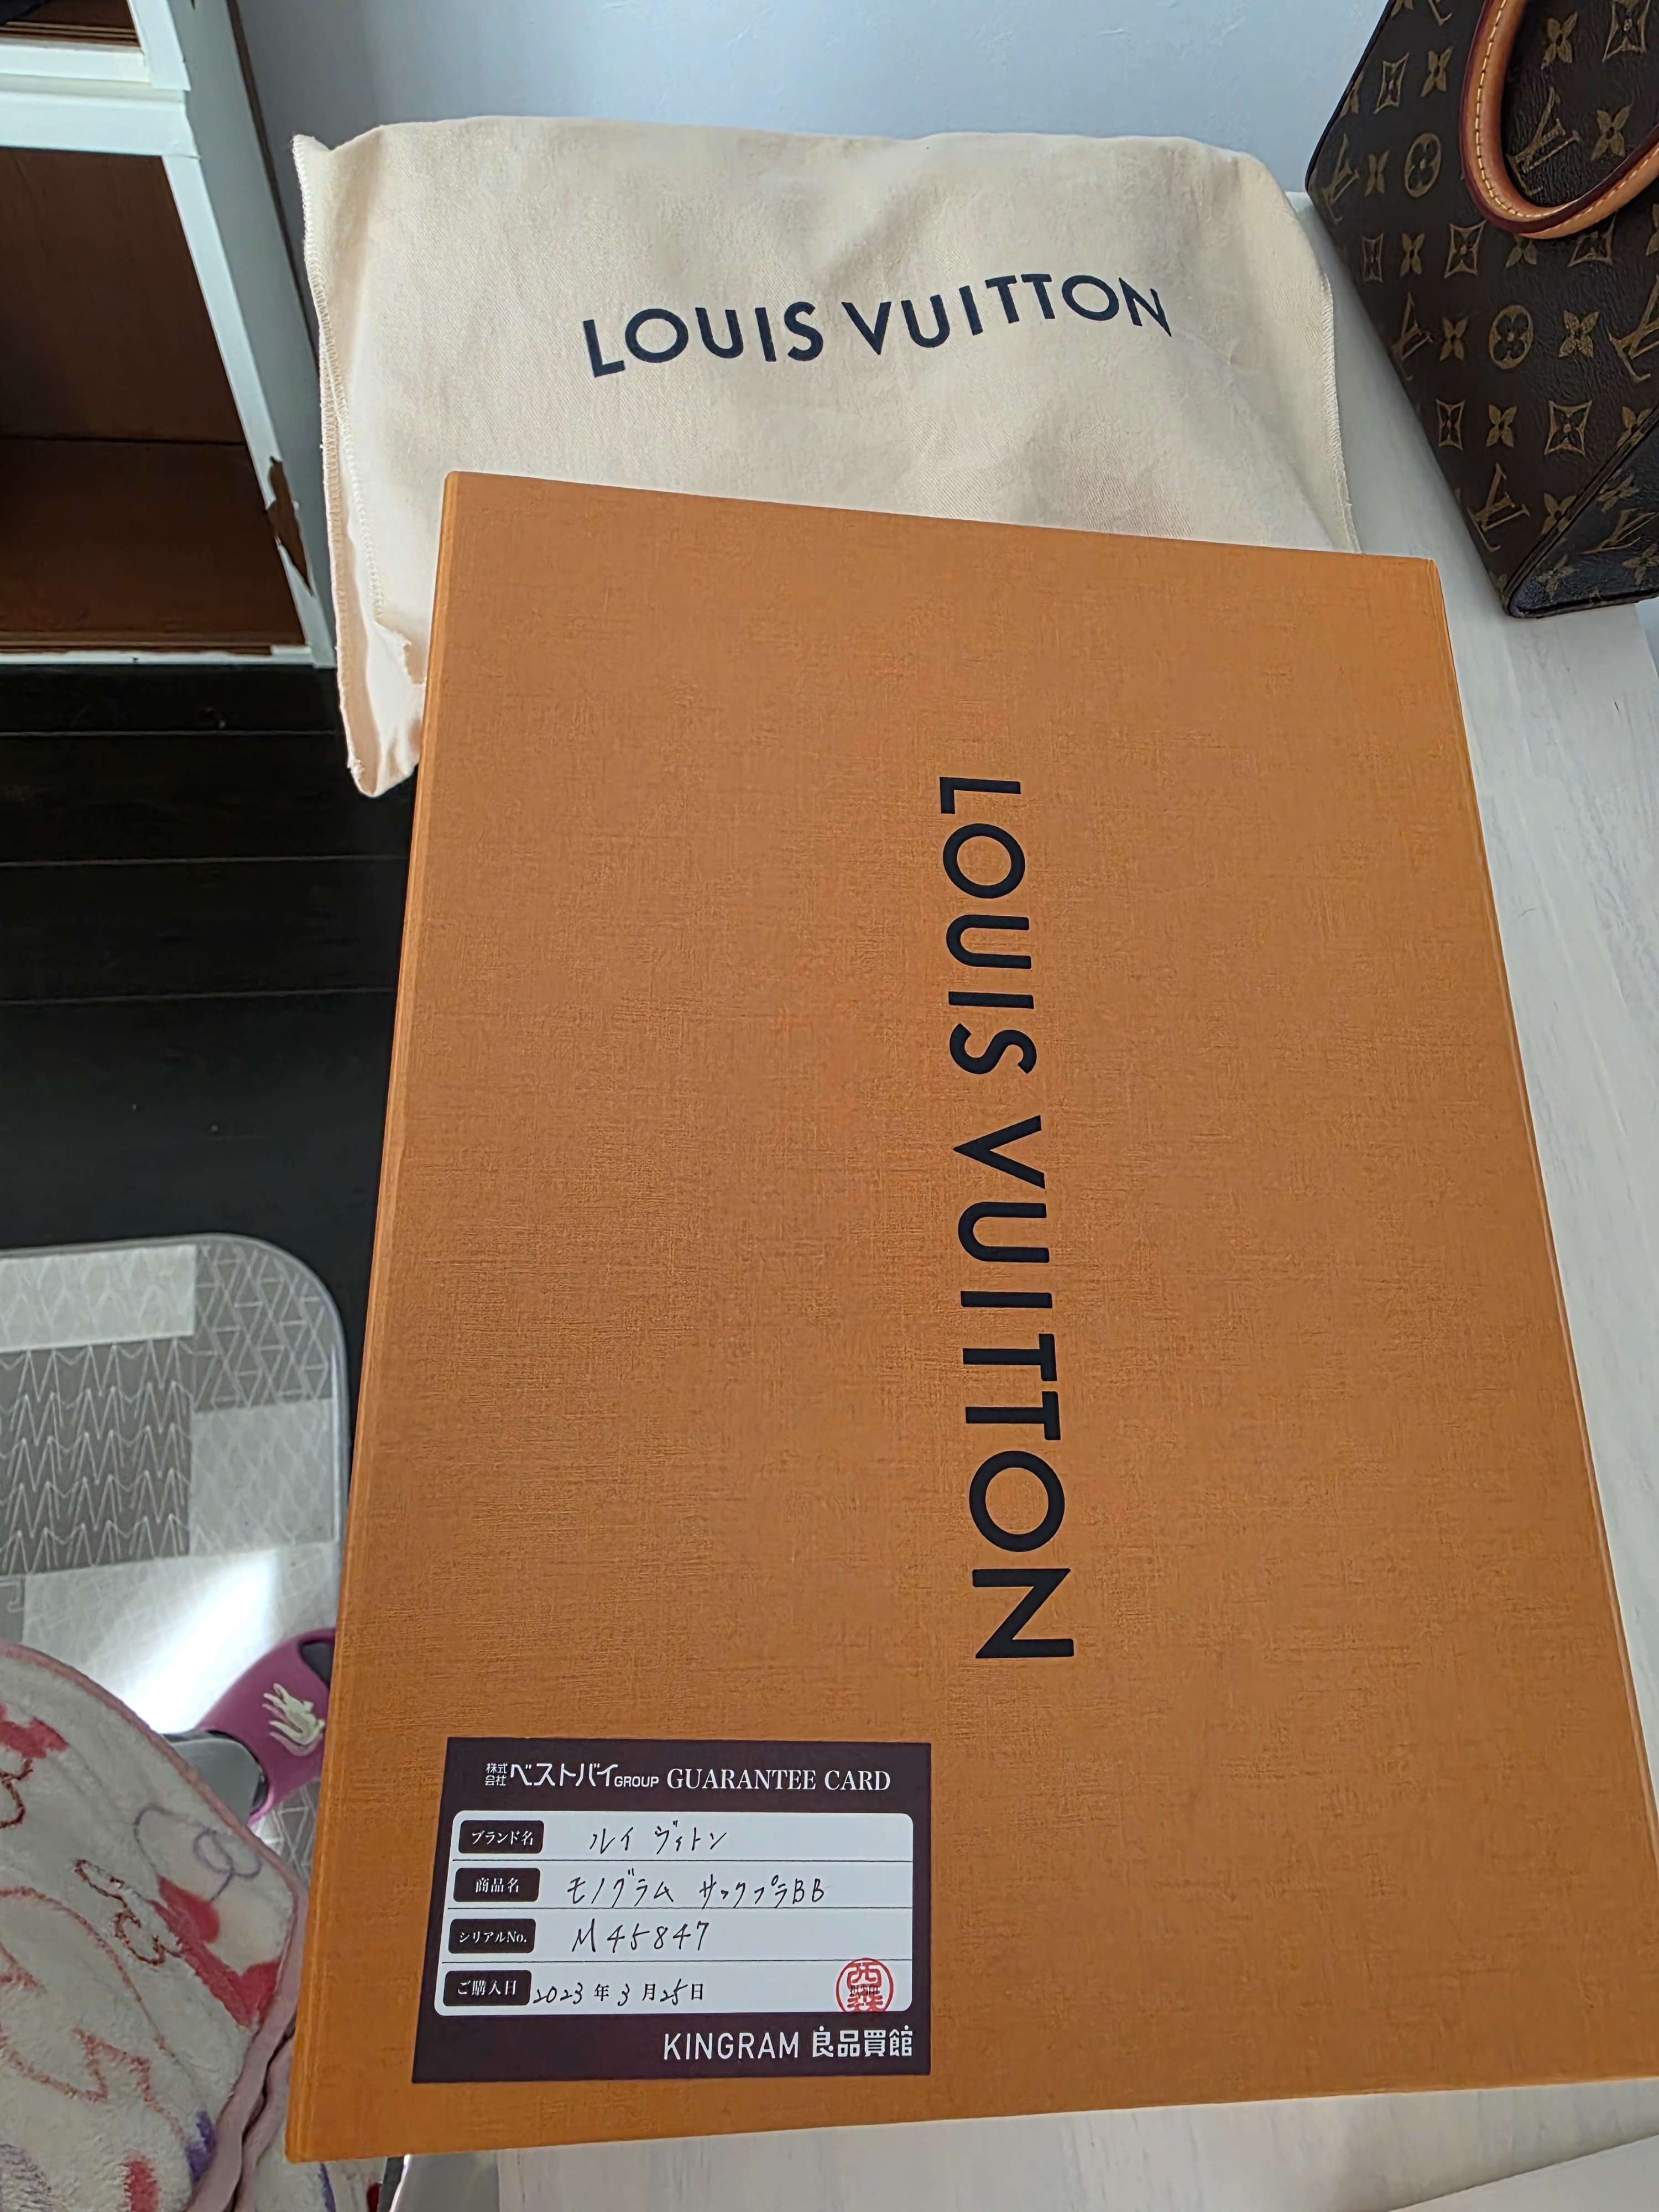 LOUIS VUITTON
LOUIS VUITTON
株式会社ベストバイGROUP GUARANTEE CARD
ブランド名 ルイ ヴィトン
商品名 モノグラム サックプラBB
シリアルNo. M45847
ご購入日 2023年3月25日
KINGRAM 良品買館